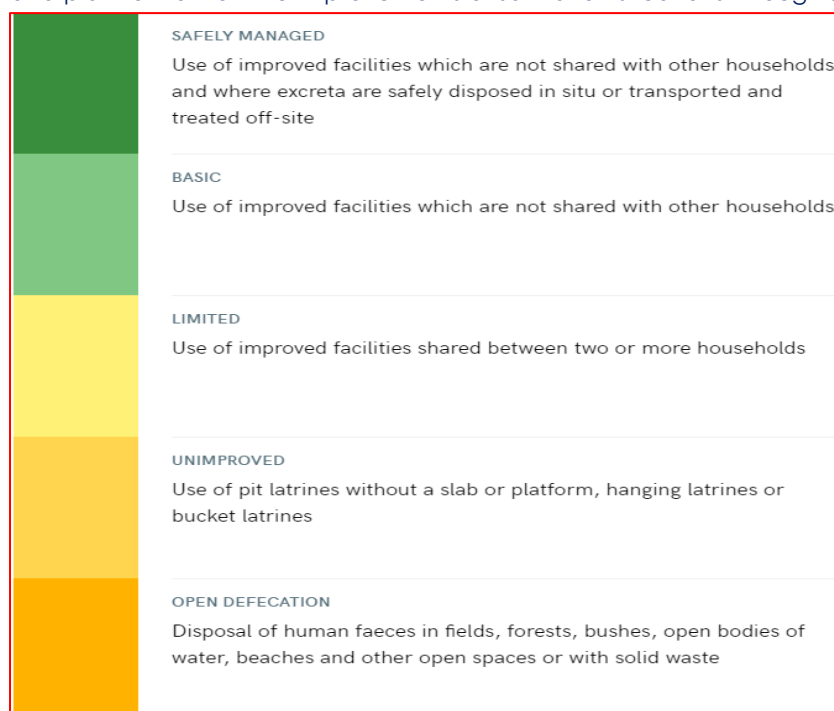 SAFELY MANAGED
Use of improved facilities which are not shared with other households
and where excreta are safely disposed in situ or transported and
treated off-site
BASIC
Use of improved facilities which are not shared with other households
LIMITED
Use of improved facilities shared between two or more households
UNIMPROVED
Use of pit latrines without a slab or platform, hanging latrines or
bucket latrines
OPEN DEFECATION
Disposal of human faeces in fields, forests, bushes, open bodies of
water, beaches and other open spaces or with solid waste